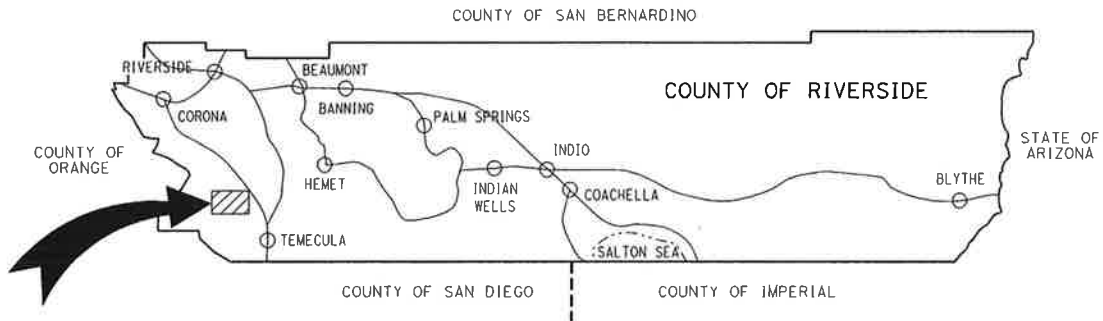 COUNTY OF SAN BERNARDINO
RIVERSIDE
BEAUMONT
COUNTY OF RIVERSIDE
CORONA
BANNING
PALM SPRINGS
COUNTY OF
ORANGE
INDIO
STATE OF
ARIZONA
HEMET
INDIAN
WELLS
COACHELLA
BLYTHE
TEMECULA
SALTON SEA
COUNTY OF SAN DIEGO
COUNTY OF IMPERIAL